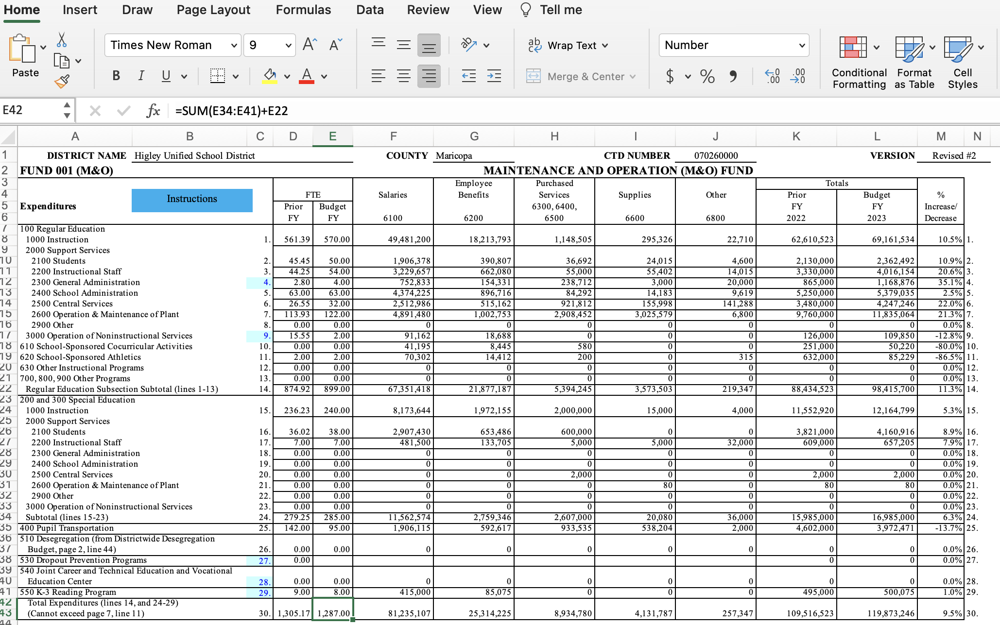 Home Insert Draw Page Layout Formulas Data Review View Tell me
Times New Roman 9 Wrap Text Number
Paste B I U Merge & Center $ % Conditional Formatting Format as Table Cell Styles
E42 fx =SUM(E34:E41)+E22
A B C D E F G H I J K L M N
1 DISTRICT NAME Higley Unified School District COUNTY Maricopa CTD NUMBER 070260000 VERSION Revised #2
2 FUND 001 (M&O) MAINTENANCE AND OPERATION (M&O) FUND
3 Employee Purchased Totals
4 Instructions FTE Salaries Benefits Services Supplies Other Prior Budget %
5 Expenditures Prior Budget 6300, 6400, FY FY Increase/
6 FY FY 6100 6200 6500 6600 6800 2022 2023 Decrease
7 100 Regular Education
8 1000 Instruction 1. 561.39 570.00 49,481,200 18,213,793 1,148,505 295,326 22,710 62,610,523 69,161,534 10.5% 1.
9 2000 Support Services
10 2100 Students 2. 45.45 50.00 1,906,378 390,807 36,692 24,015 4,600 2,130,000 2,362,492 10.9% 2.
11 2200 Instructional Staff 3. 44.25 54.00 3,229,657 662,080 55,000 55,402 14,015 3,330,000 4,016,154 20.6% 3.
12 2300 General Administration 4. 2.80 4.00 752,833 154,331 238,712 3,000 20,000 865,000 1,168,876 35.1% 4.
13 2400 School Administration 5. 63.00 63.00 4,374,225 896,716 84,292 14,183 9,619 5,250,000 5,379,035 2.5% 5.
14 2500 Central Services 6. 26.55 32.00 2,512,986 515,162 921,812 155,998 141,288 3,480,000 4,247,246 22.0% 6.
15 2600 Operation & Maintenance of Plant 7. 113.93 122.00 4,891,480 1,002,753 2,908,452 3,025,579 6,800 9,760,000 11,835,064 21.3% 7.
16 2900 Other 8. 0.00 0.00 0 0 0 0 0 0 0 0.0% 8.
17 3000 Operation of Noninstructional Services 9. 15.55 2.00 91,162 18,688 0 0 0 126,000 109,850 -12.8% 9.
18 610 School-Sponsored Cocurricular Activities 10. 0.00 0.00 41,195 8,445 580 0 0 251,000 50,220 -80.0% 10.
19 620 School-Sponsored Athletics 11. 2.00 2.00 70,302 14,412 200 0 315 632,000 85,229 -86.5% 11.
20 630 Other Instructional Programs 12. 0.00 0.00 0 0 0 0 0 0 0 0.0% 12.
21 700, 800, 900 Other Programs 13. 0.00 0.00 0 0 0 0 0 0 0 0.0% 13.
22 Regular Education Subsection Subtotal (lines 1-13) 14. 874.92 899.00 67,351,418 21,877,187 5,394,245 3,573,503 219,347 88,434,523 98,415,700 11.3% 14.
23 200 and 300 Special Education
24 1000 Instruction 15. 236.23 240.00 8,173,644 1,972,155 2,000,000 15,000 4,000 11,552,920 12,164,799 5.3% 15.
25 2000 Support Services
26 2100 Students 16. 36.02 38.00 2,907,430 653,486 600,000 0 0 3,821,000 4,160,916 8.9% 16.
27 2200 Instructional Staff 17. 7.00 7.00 481,500 133,705 5,000 5,000 32,000 609,000 657,205 7.9% 17.
28 2300 General Administration 18. 0.00 0.00 0 0 0 0 0 0 0 0.0% 18.
29 2400 School Administration 19. 0.00 0.00 0 0 0 0 0 0 0 0.0% 19.
30 2500 Central Services 20. 0.00 0.00 0 0 2,000 0 0 2,000 2,000 0.0% 20.
31 2600 Operation & Maintenance of Plant 21. 0.00 0.00 0 0 0 80 0 80 80 0.0% 21.
32 2900 Other 22. 0.00 0.00 0 0 0 0 0 0 0 0.0% 22.
33 3000 Operation of Noninstructional Services 23. 0.00 0.00 0 0 0 0 0 0 0 0.0% 23.
34 Subtotal (lines 15-23) 24. 279.25 285.00 11,562,574 2,759,346 2,607,000 20,080 36,000 15,985,000 16,985,000 6.3% 24.
35 400 Pupil Transportation 25. 142.00 95.00 1,906,115 592,617 933,535 538,204 2,000 4,602,000 3,972,471 -13.7% 25.
36 510 Desegregation (from Districtwide Desegregation
37 Budget, page 2, line 44) 26. 0.00 0.00 0 0 0 0 0 0 0 0.0% 26.
38 530 Dropout Prevention Programs 27. 0.00 0 0 0.0% 27.
39 540 Joint Career and Technical Education and Vocational
40 Education Center 28. 0.00 0.00 0 0 0 0 0 0 0 0.0% 28.
41 550 K-3 Reading Program 29. 9.00 8.00 415,000 85,075 0 0 0 495,000 500,075 1.0% 29.
42 Total Expenditures (lines 14, and 24-29)
43 (Cannot exceed page 7, line 11) 30. 1,305.17 1,287.00 81,235,107 25,314,225 8,934,780 4,131,787 257,347 109,516,523 119,873,246 9.5% 30.
44